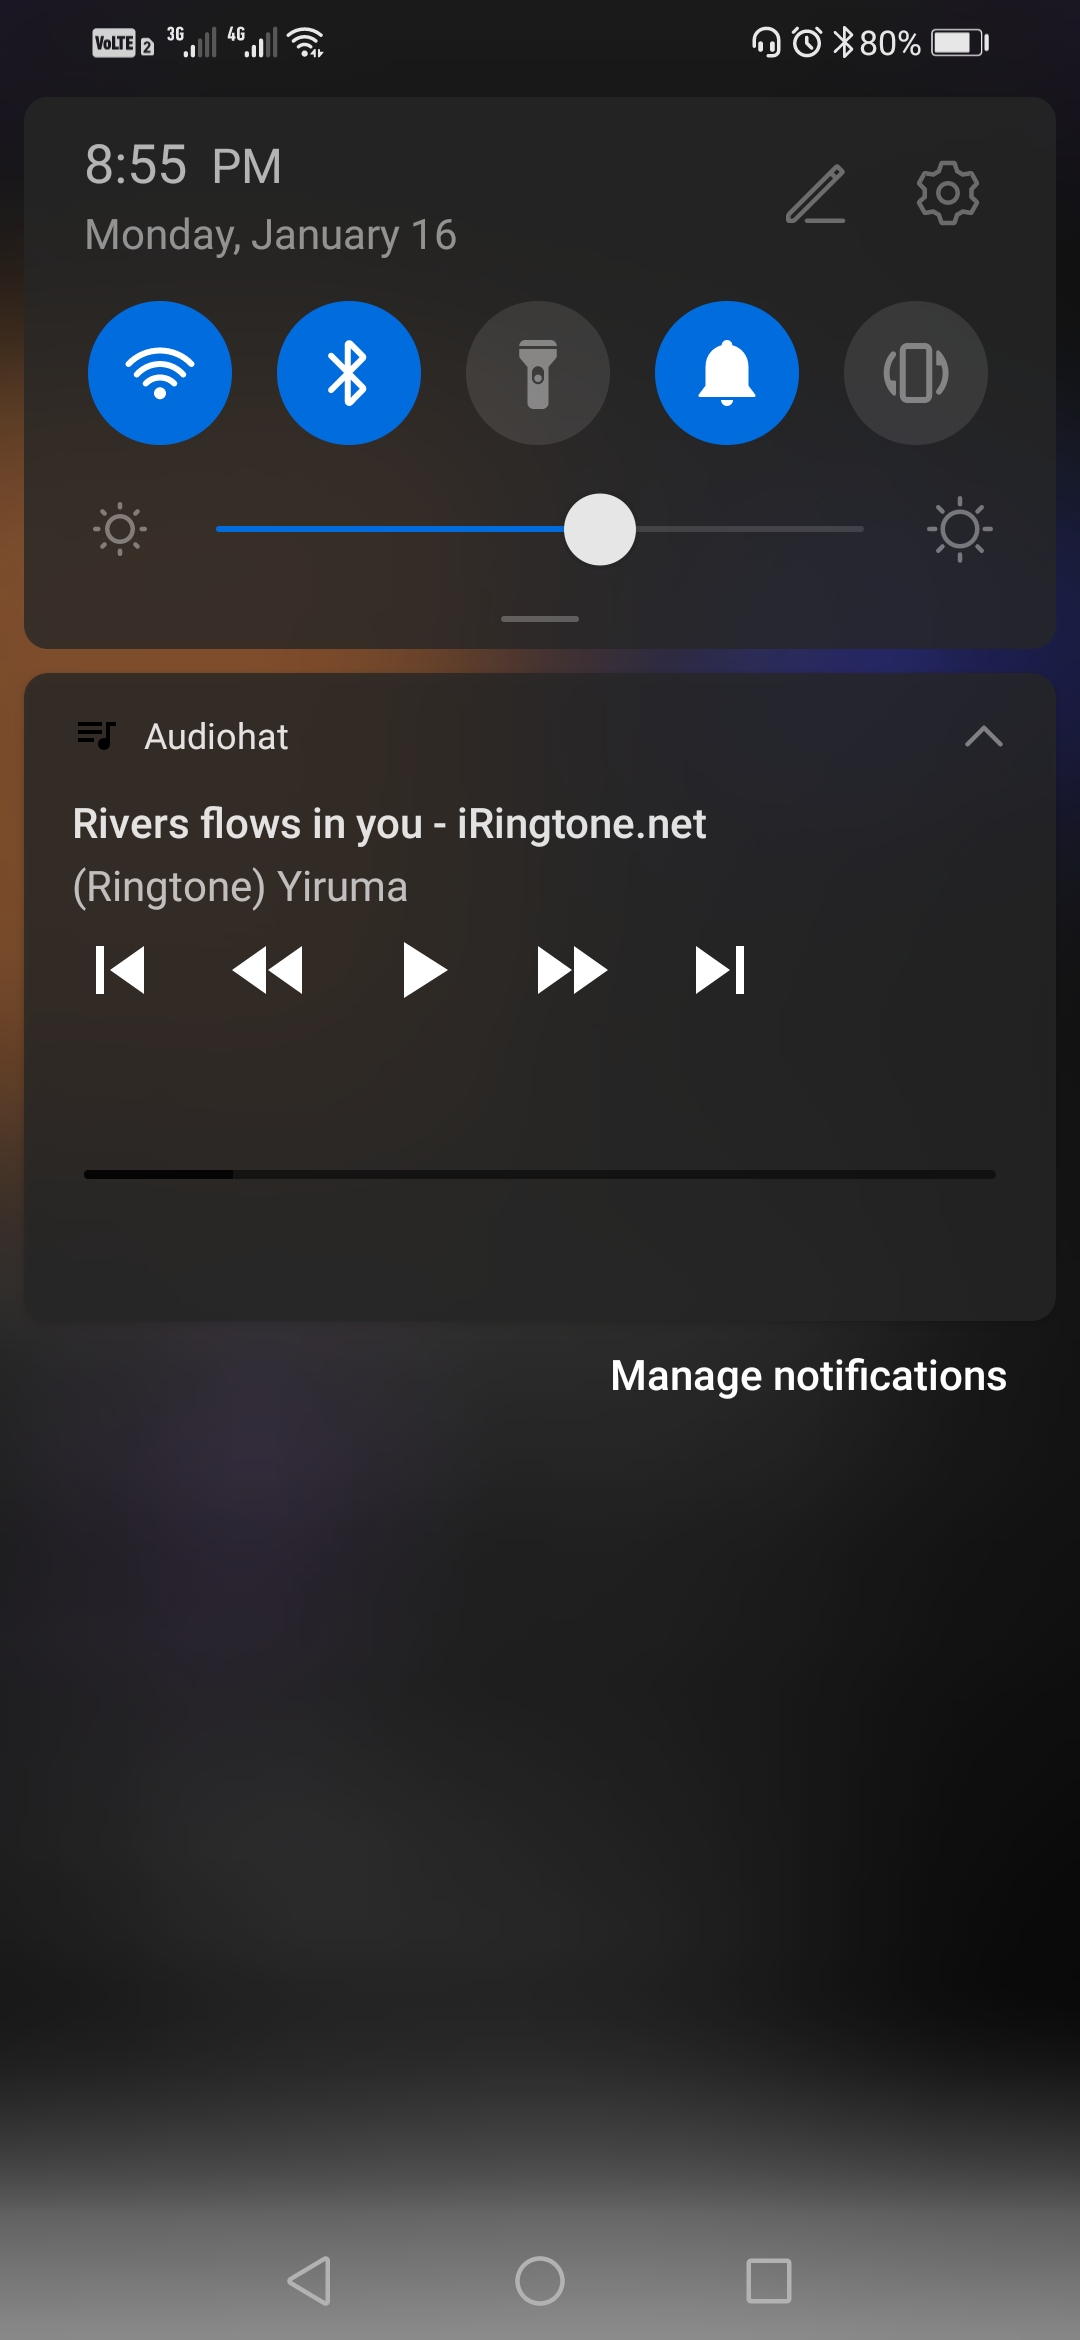 VoLTE 2 3G 4G 80%
8:55 PM
Monday, January 16
Audiohat
Rivers flows in you - iRingtone.net
(Ringtone) Yiruma
Manage notifications